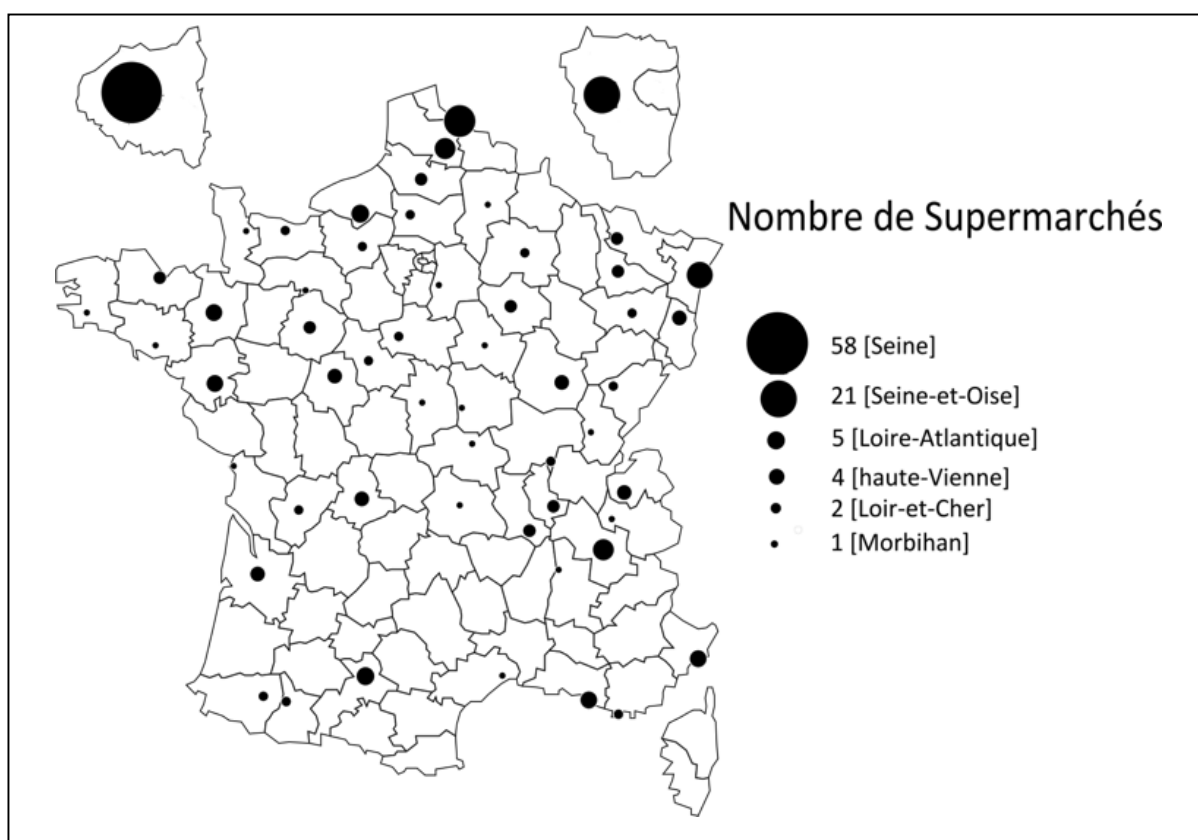 Nombre de Supermarchés
58 [Seine]
21 [Seine-et-Oise]
5 [Loire-Atlantique]
4 [haute-Vienne]
2 [Loir-et-Cher]
1 [Morbihan]